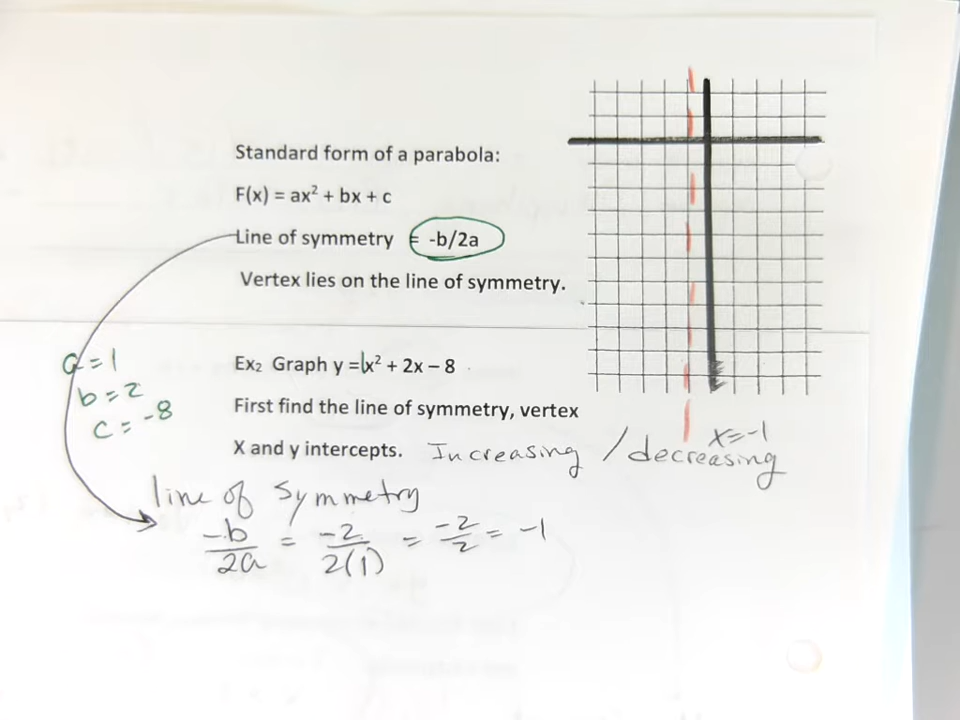 Standard form of a parabola:
F(x) = ax² + bx + c
Line of symmetry = -b/2a
Vertex lies on the line of symmetry.
a = 1
b = 2
c = -8
Ex2 Graph y = 1x² + 2x – 8
First find the line of symmetry, vertex
X and y intercepts. Increasing / decreasing
x = -1
line of symmetry
-b/2a = -2/2(1) = -2/2 = -1